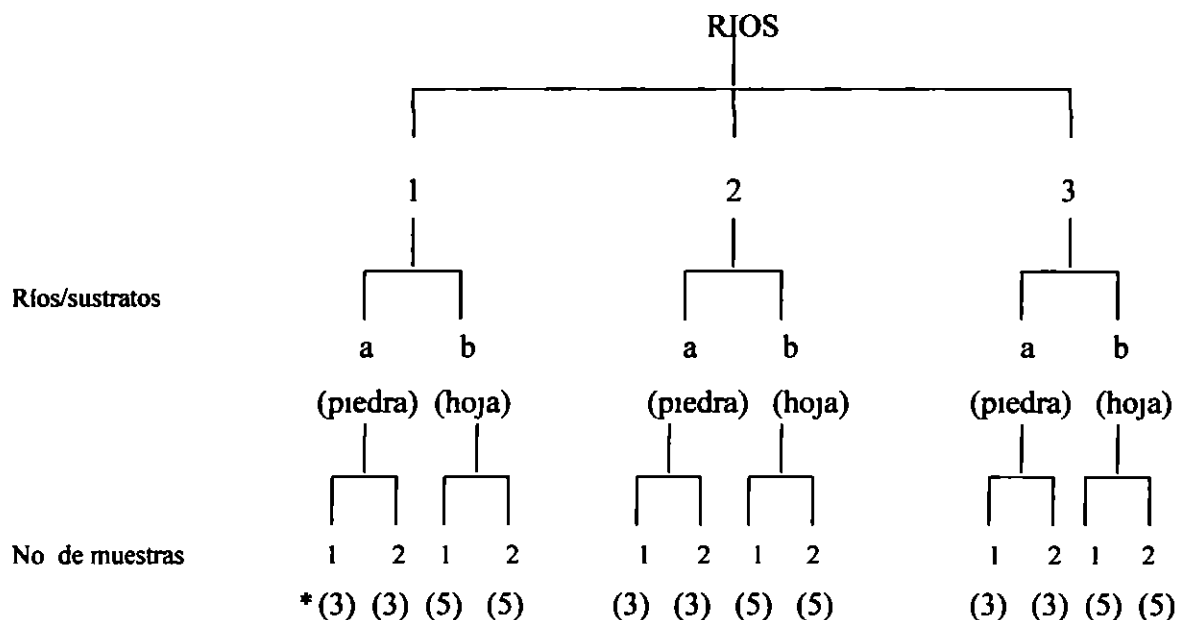 RIOS
1 2 3
Ríos/sustratos
a b a b a b
(piedra) (hoja) (piedra) (hoja) (piedra) (hoja)
No de muestras 1 2 1 2 1 2 1 2 1 2 1 2
*(3) (3) (5) (5) (3) (3) (5) (5) (3) (3) (5) (5)